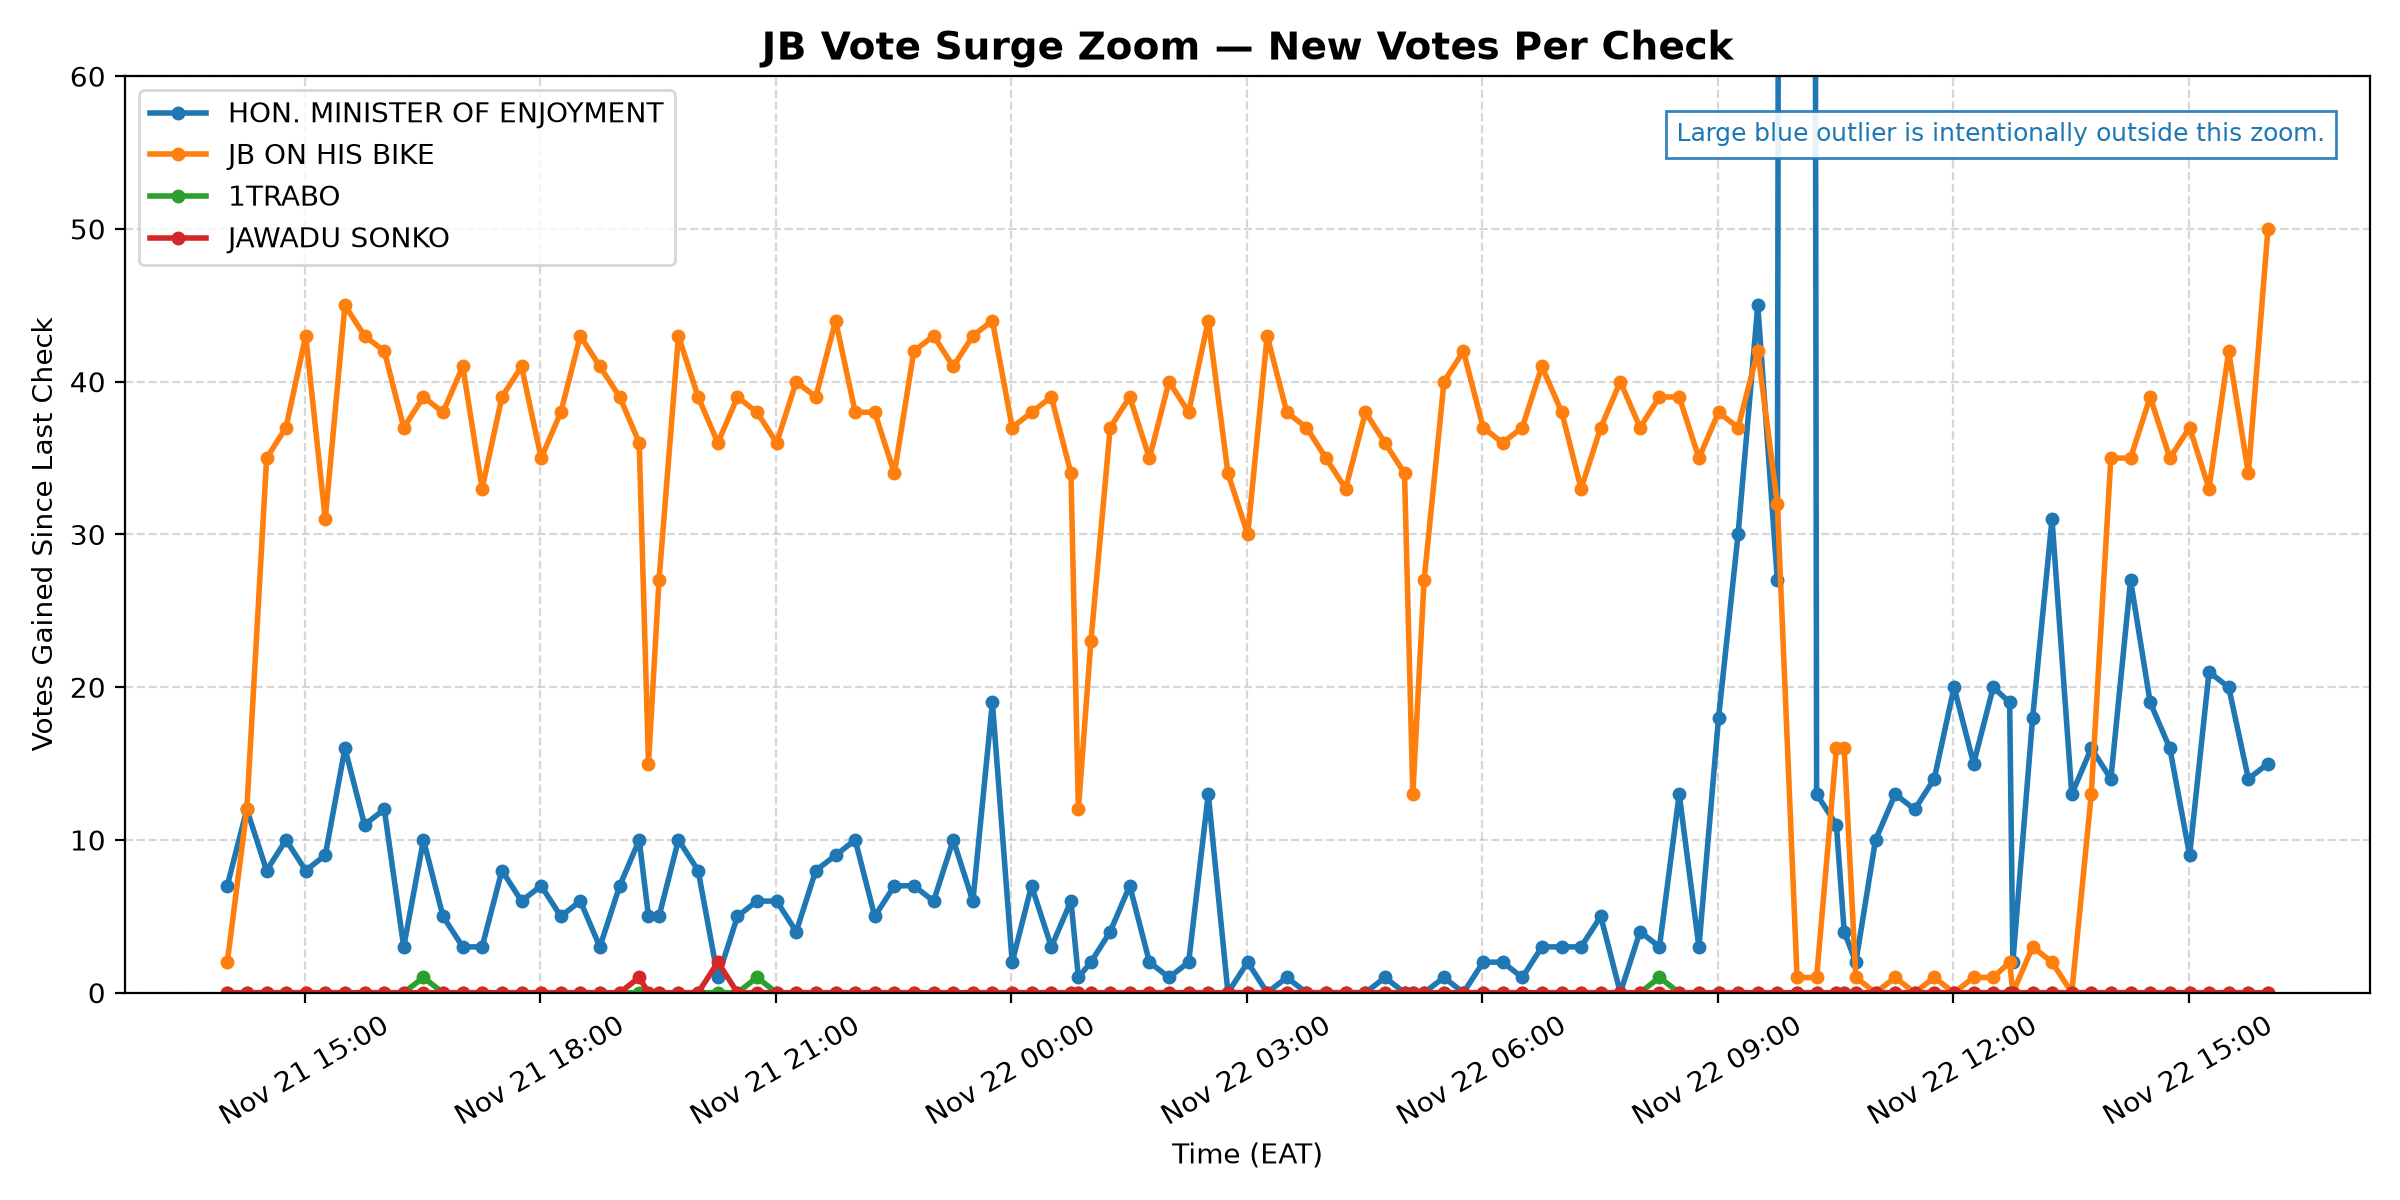 JB Vote Surge Zoom — New Votes Per Check
60
50
40
30
20
10
0
Votes Gained Since Last Check
HON. MINISTER OF ENJOYMENT
JB ON HIS BIKE
1TRABO
JAWADU SONKO
Large blue outlier is intentionally outside this zoom.
Nov 21 15:00
Nov 21 18:00
Nov 21 21:00
Nov 22 00:00
Nov 22 03:00
Nov 22 06:00
Nov 22 09:00
Nov 22 12:00
Nov 22 15:00
Time (EAT)